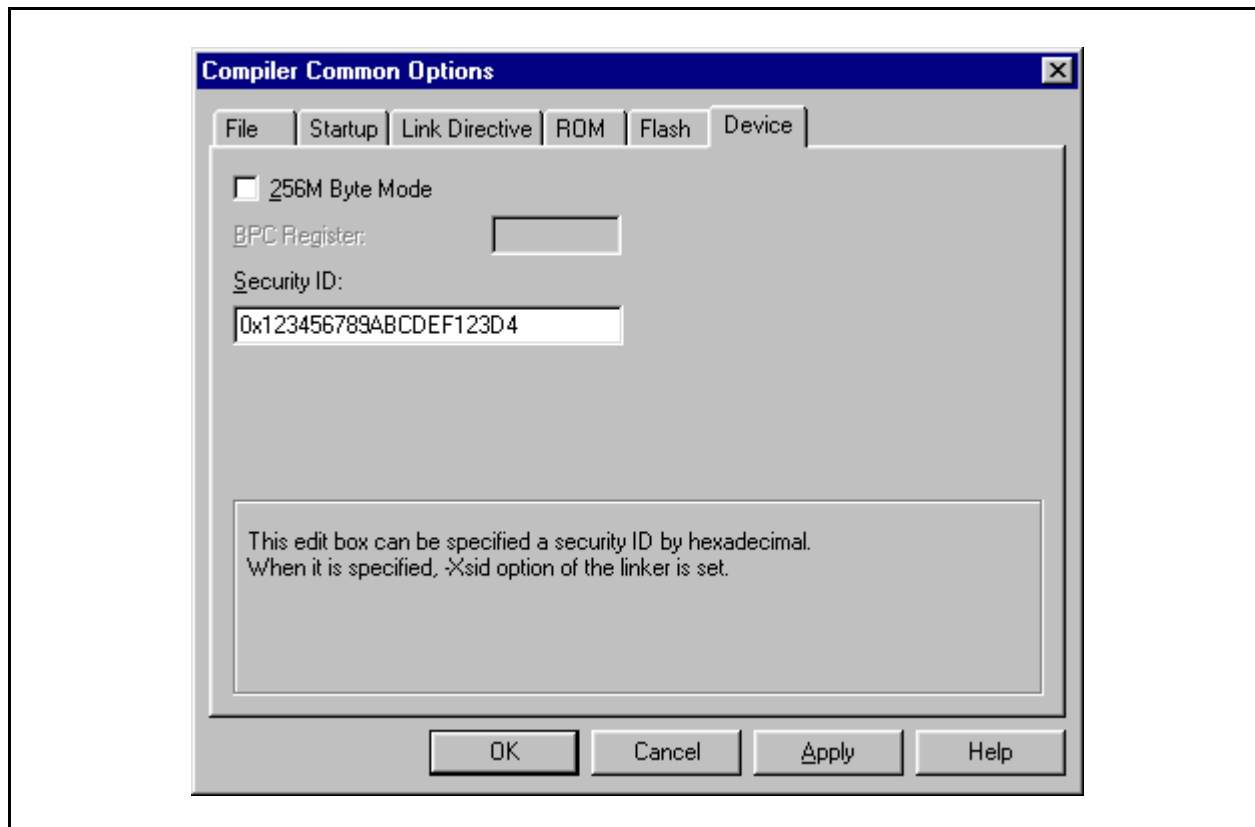 Compiler Common Options
File Startup Link Directive ROM Flash Device
256M Byte Mode
BPC Register:
Security ID:
0x123456789ABCDEF123D4
This edit box can be specified a security ID by hexadecimal.
When it is specified, -Xsid option of the linker is set.
OK Cancel Apply Help